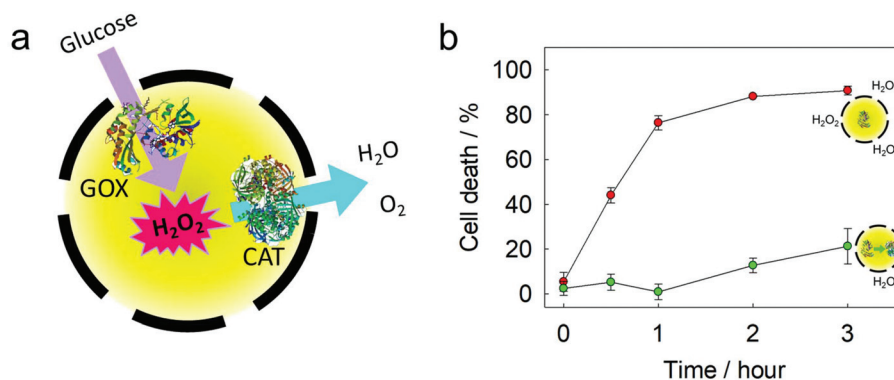 a
Glucose
GOX
H₂O₂
CAT
H₂O
O₂
b
Cell death / %
100
80
60
40
20
0
0
1
2
3
Time / hour
H₂O
H₂O₂
H₂O
H₂O